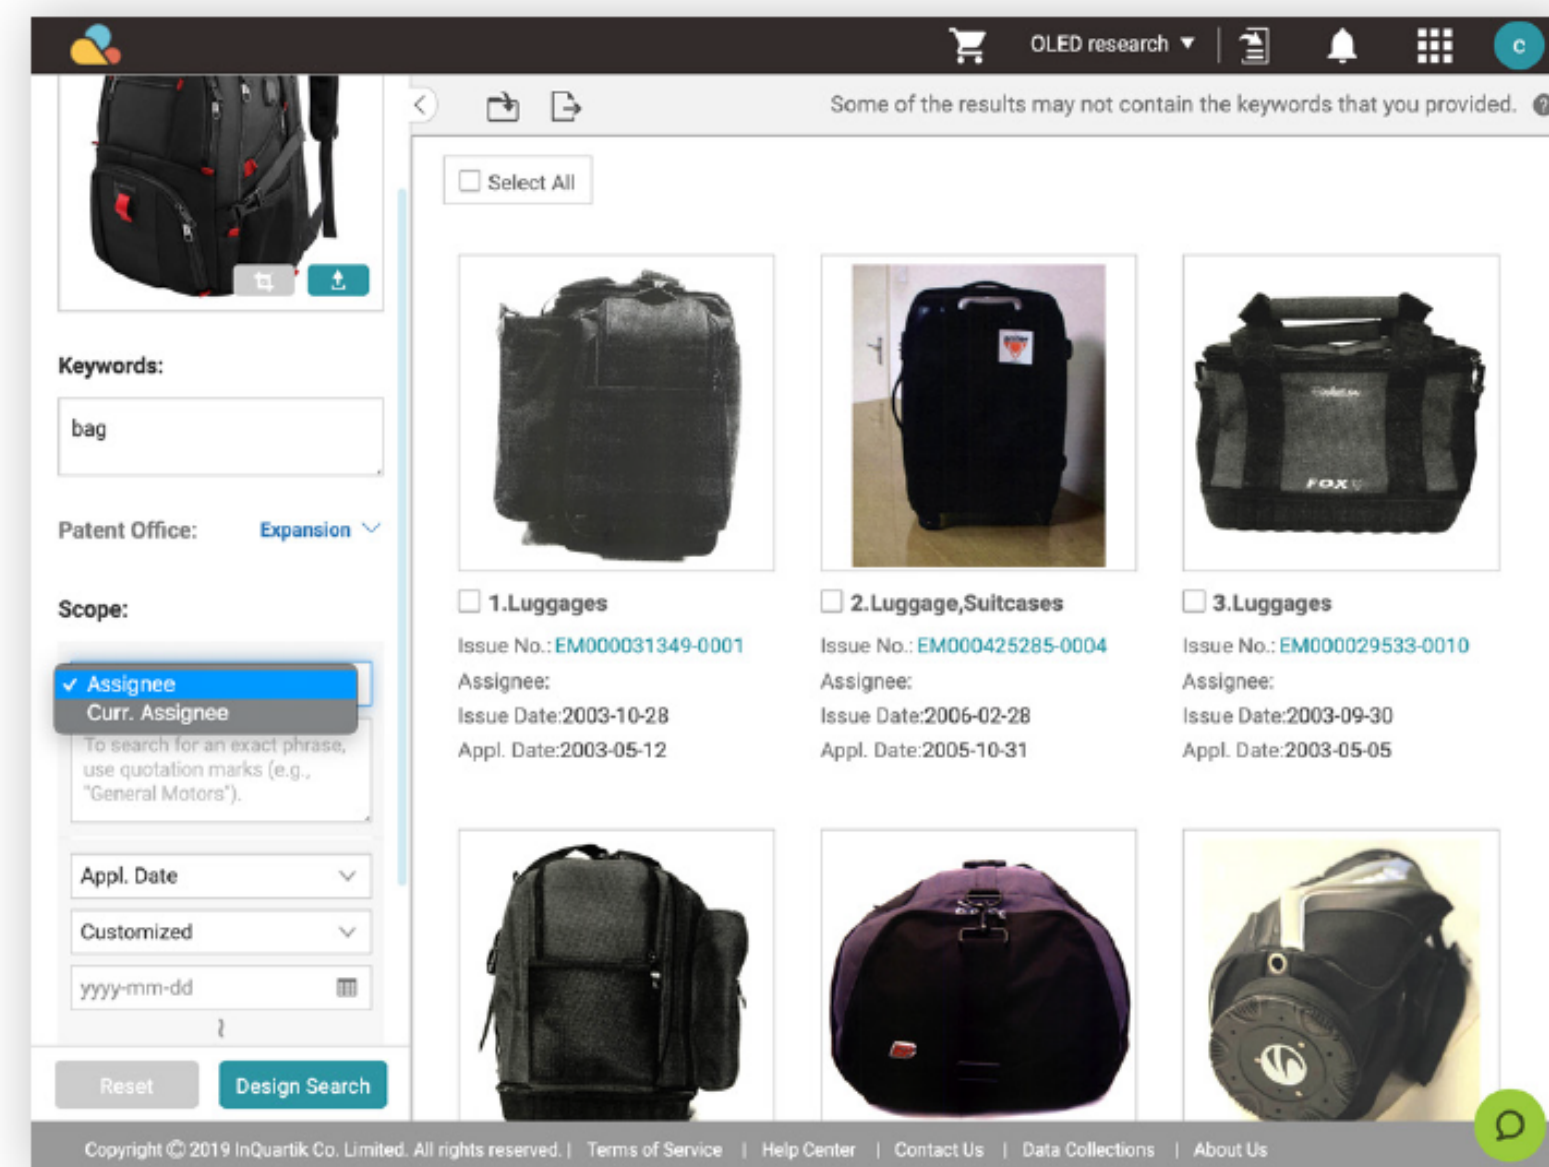 OLED research
C
Some of the results may not contain the keywords that you provided. ?
Select All
Keywords:
bag
Patent Office: Expansion
Scope:
✓ Assignee
Curr. Assignee
To search for an exact phrase,
use quotation marks (e.g.,
"General Motors").
Appl. Date
Customized
yyyy-mm-dd
~
Reset
Design Search
FOX
1.Luggages
Issue No.: EM000031349-0001
Assignee:
Issue Date:2003-10-28
Appl. Date:2003-05-12
2.Luggage,Suitcases
Issue No.: EM000425285-0004
Assignee:
Issue Date:2006-02-28
Appl. Date:2005-10-31
3.Luggages
Issue No.: EM000029533-0010
Assignee:
Issue Date:2003-09-30
Appl. Date:2003-05-05
Copyright © 2019 InQuartik Co. Limited. All rights reserved. | Terms of Service | Help Center | Contact Us | Data Collections | About Us